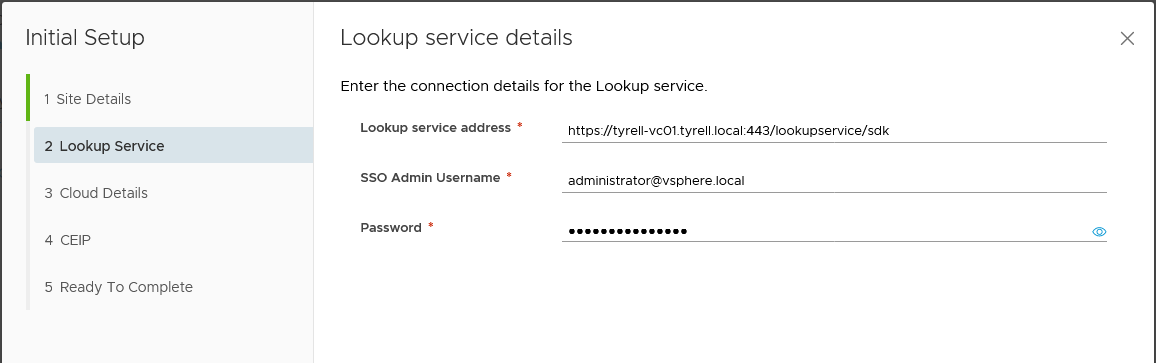 Initial Setup
1 Site Details
2 Lookup Service
3 Cloud Details
4 CEIP
5 Ready To Complete
Lookup service details
Enter the connection details for the Lookup service.
Lookup service address * https://tyrell-vc01.tyrell.local:443/lookupservice/sdk
SSO Admin Username * administrator@vsphere.local
Password * •••••••••••••••